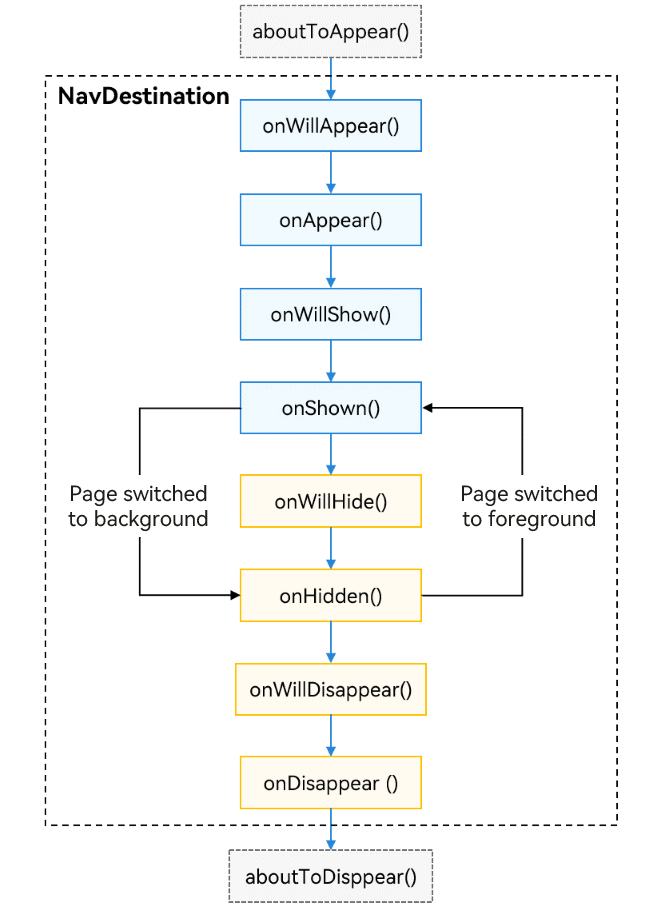 aboutToAppear()
NavDestination
onWillAppear()
onAppear()
onWillShow()
onShown()
Page switched
to background
Page switched
to foreground
onWillHide()
onHidden()
onWillDisappear()
onDisappear ()
aboutToDisppear()